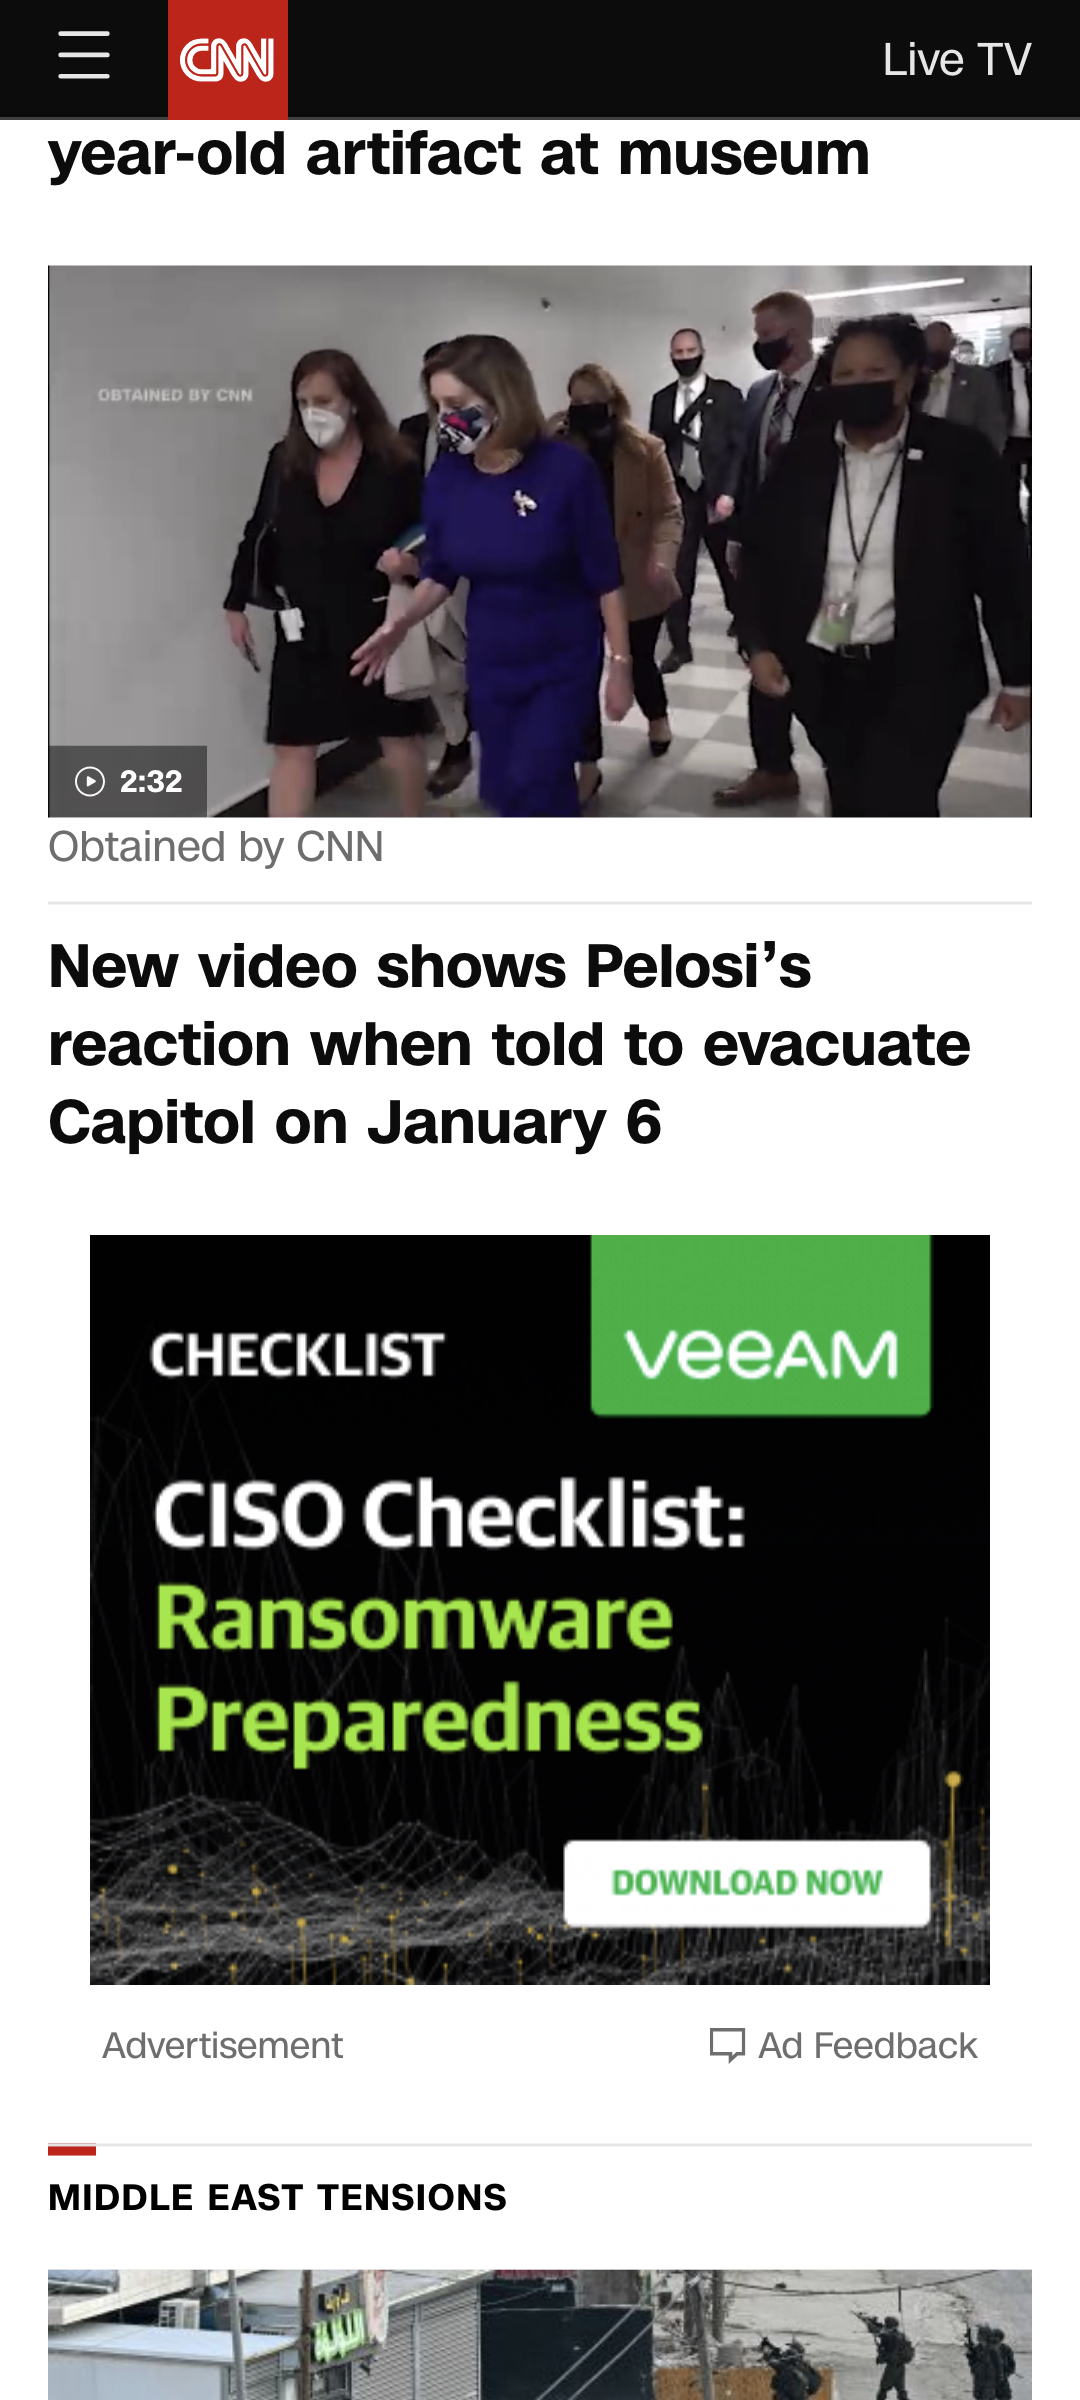 CNN
Live TV
year-old artifact at museum
OBTAINED BY CNN
2:32
Obtained by CNN
New video shows Pelosi’s
reaction when told to evacuate
Capitol on January 6
CHECKLIST
veeAM
CISO Checklist:
Ransomware
Preparedness
DOWNLOAD NOW
Advertisement
Ad Feedback
MIDDLE EAST TENSIONS